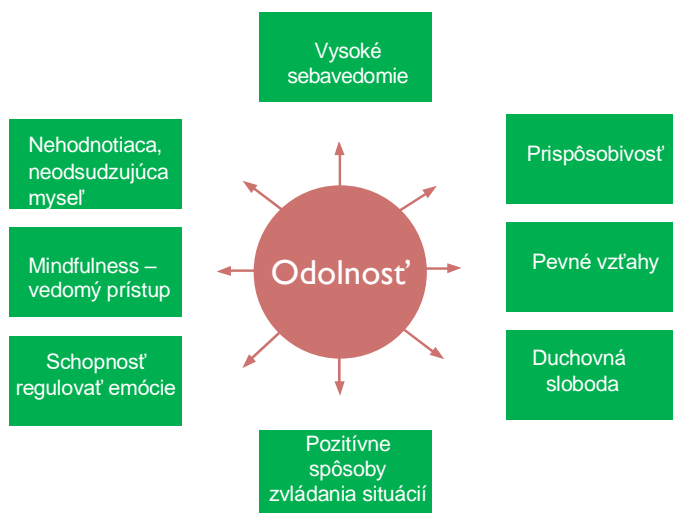 Vysoké
sebavedomie
Nehodnotiaca,
neodsudzujúca
myseľ
Prispôsobivosť
Mindfulness –
vedomý prístup
Odolnosť
Pevné vzťahy
Schopnosť
regulovať emócie
Duchovná
sloboda
Pozitívne
spôsoby
zvládania situácií